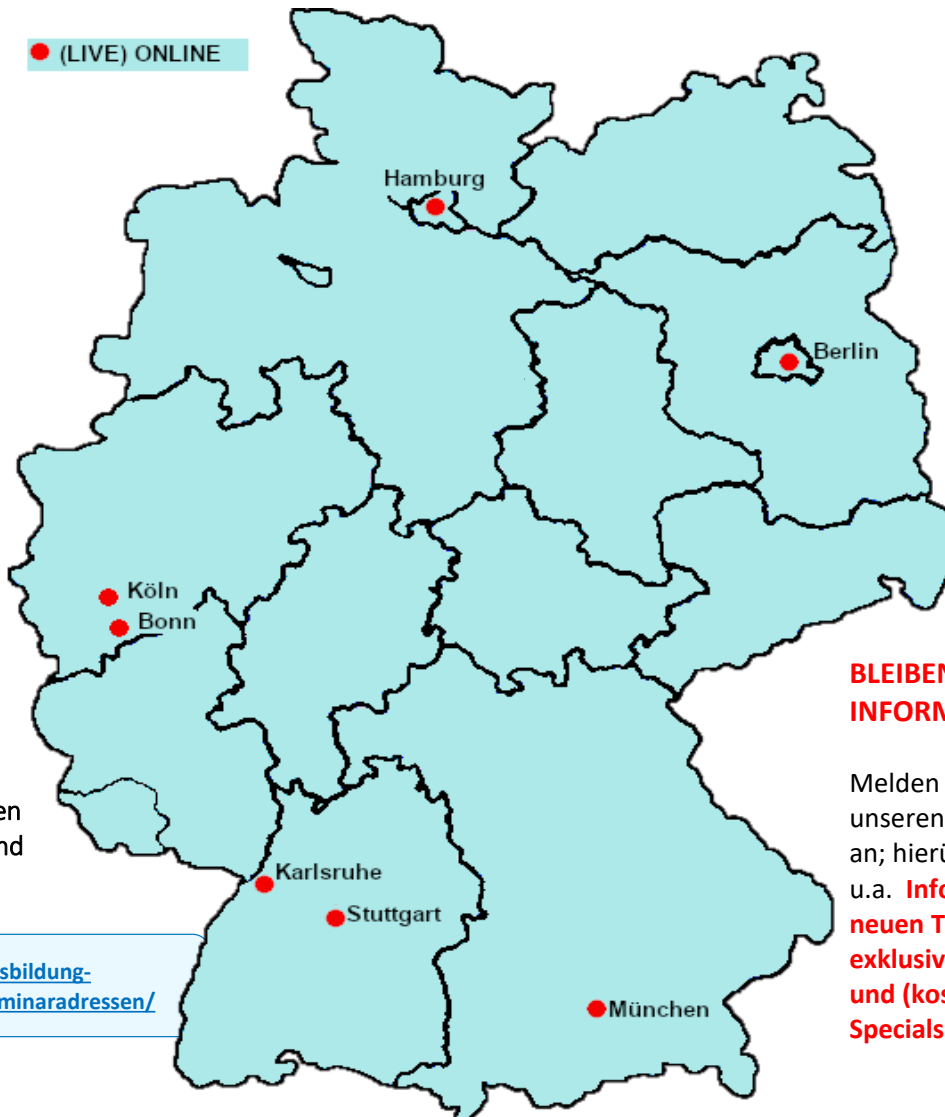 (LIVE) ONLINE
Hamburg
Berlin
Köln
Bonn
BLEIBEN
INFORM
Melden
unseren
an; hierü
u.a. Info
neuen T
exklusiv
und (kos
Specials
en
nd
Karlsruhe
Stuttgart
sbildung-
minaradressen/
München